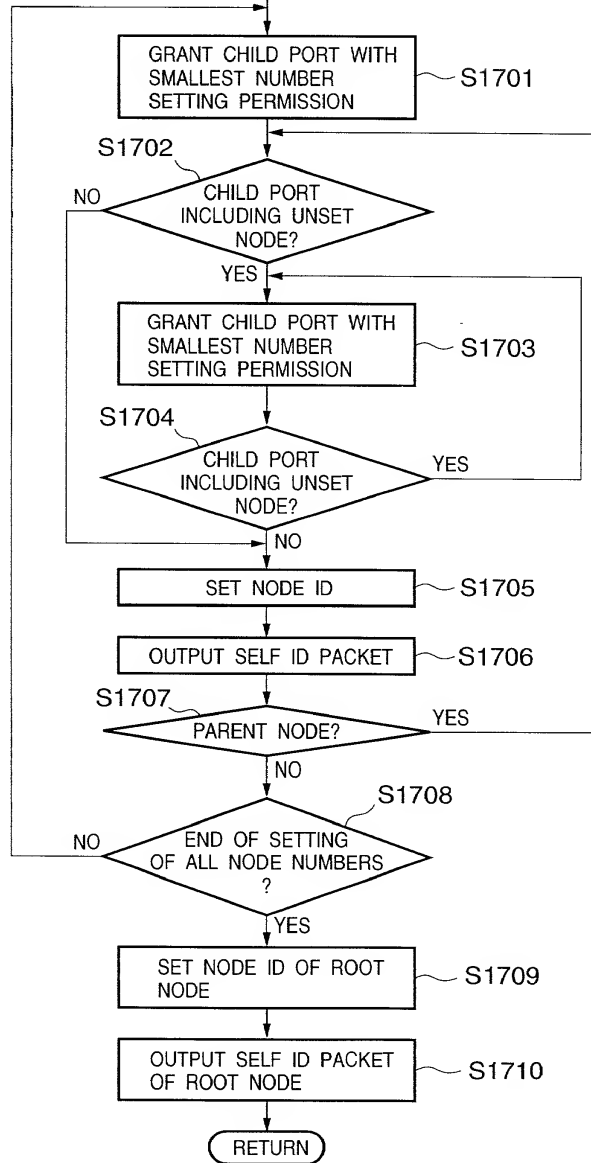 GRANT CHILD PORT WITH
SMALLEST NUMBER
SETTING PERMISSION
S1701
S1702
NO
CHILD PORT
INCLUDING UNSET
NODE?
YES
GRANT CHILD PORT WITH
SMALLEST NUMBER
SETTING PERMISSION
S1703
S1704
CHILD PORT
INCLUDING UNSET
NODE?
YES
NO
SET NODE ID
S1705
OUTPUT SELF ID PACKET
S1706
S1707
PARENT NODE?
YES
NO
S1708
NO
END OF SETTING
OF ALL NODE NUMBERS
?
YES
SET NODE ID OF ROOT
NODE
S1709
OUTPUT SELF ID PACKET
OF ROOT NODE
S1710
RETURN